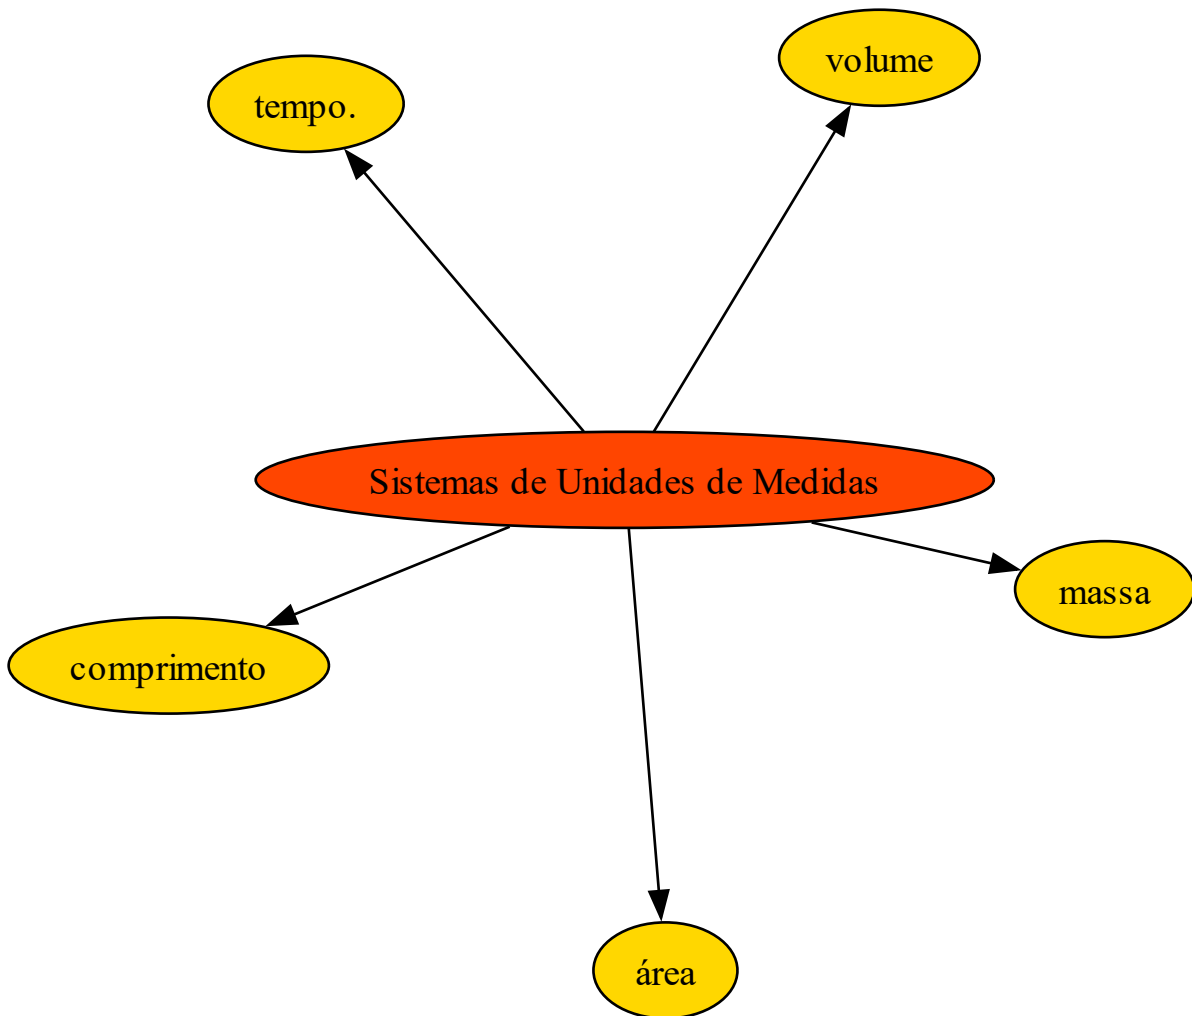 volume
tempo.
Sistemas de Unidades de Medidas
massa
comprimento
área